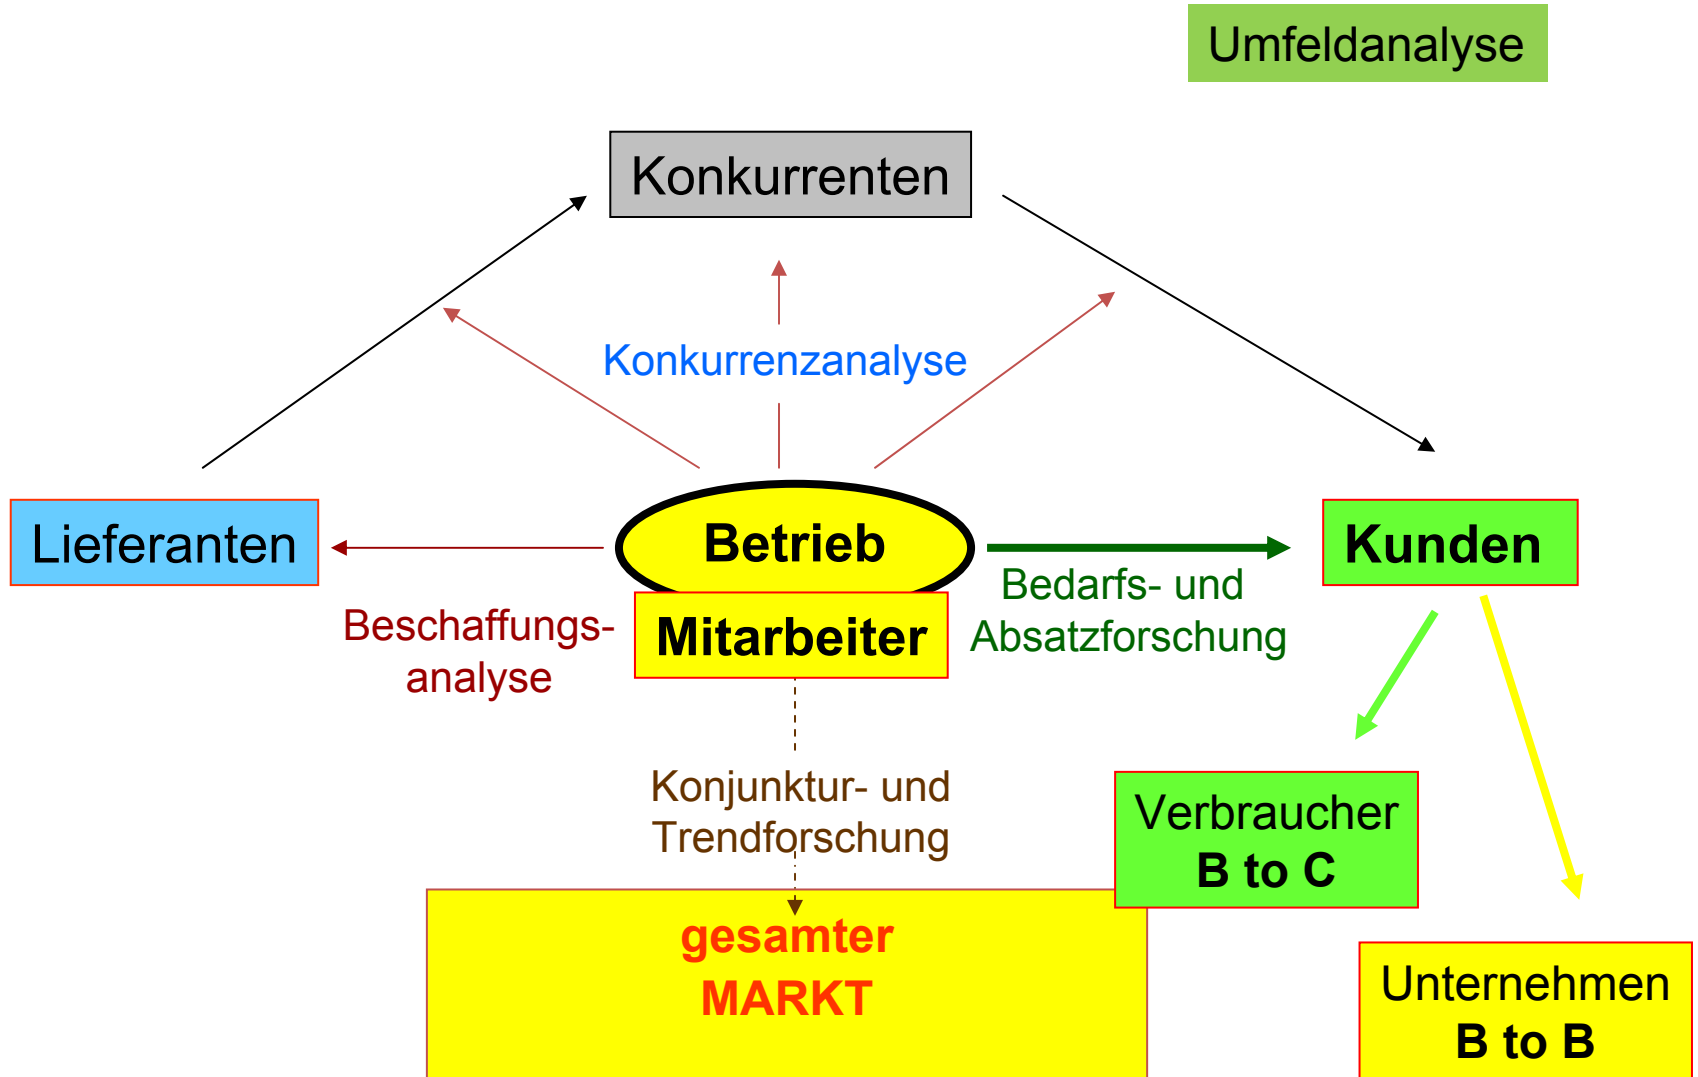 Umfeldanalyse
Konkurrenten
Konkurrenzanalyse
Lieferanten
Betrieb
Kunden
Beschaffungs-
analyse
Mitarbeiter
Bedarfs- und
Absatzforschung
Konjunktur- und
Trendforschung
Verbraucher
B to C
gesamter
MARKT
Unternehmen
B to B